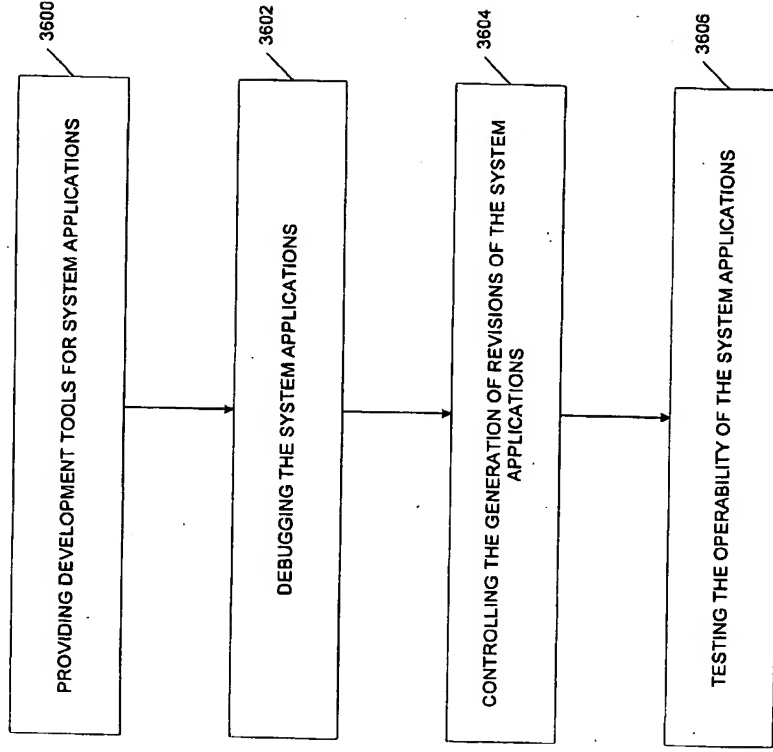 PROVIDING DEVELOPMENT TOOLS FOR SYSTEM APPLICATIONS
3600
DEBUGGING THE SYSTEM APPLICATIONS
3602
CONTROLLING THE GENERATION OF REVISIONS OF THE SYSTEM
APPLICATIONS
3604
TESTING THE OPERABILITY OF THE SYSTEM APPLICATIONS
3606